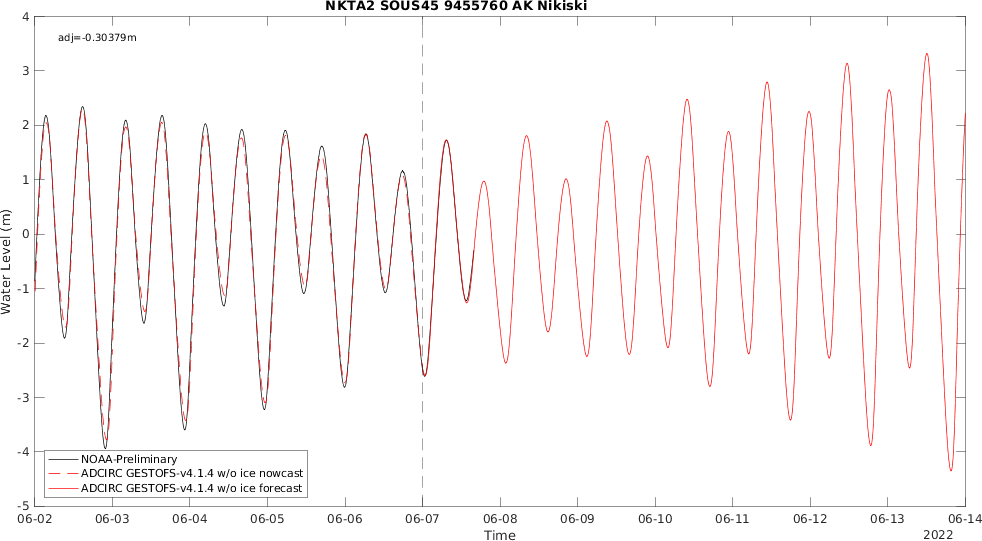 NKTA2 SOUS45 9455760 AK Nikiski
adj=-0.30379m
4
3
2
1
0
-1
-2
-3
-4
-5
Water Level (m)
NOAA-Preliminary
ADCIRC GESTOFS-v4.1.4 w/o ice nowcast
ADCIRC GESTOFS-v4.1.4 w/o ice forecast
06-02 06-03 06-04 06-05 06-06 06-07 06-08 06-09 06-10 06-11 06-12 06-13 06-14
Time
2022